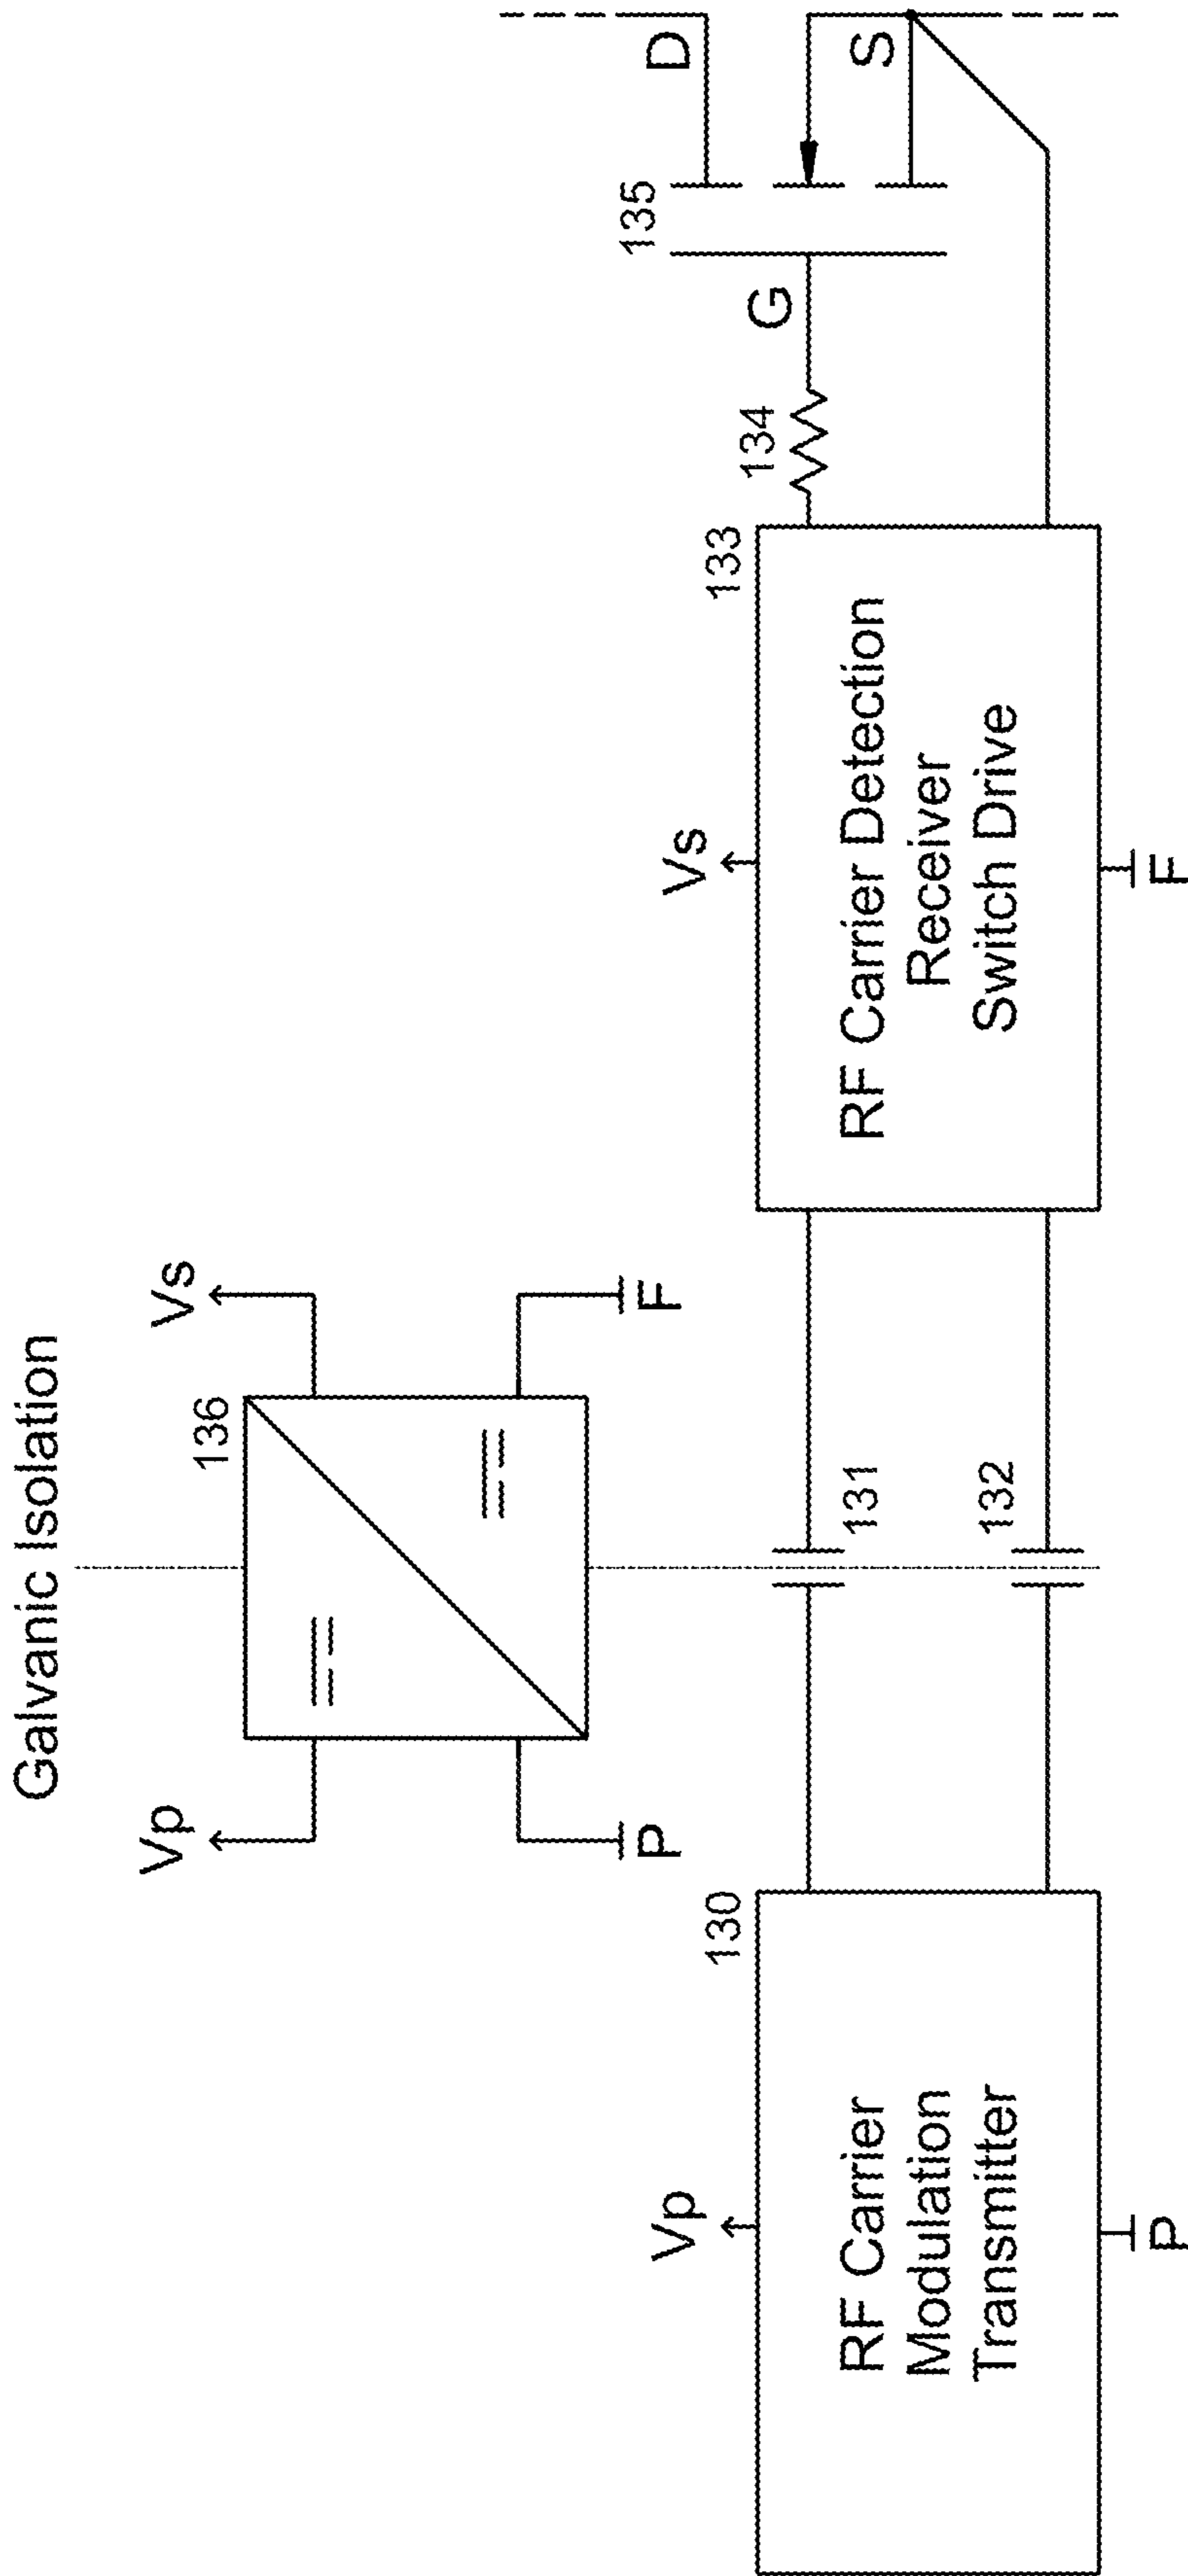 Galvanic Isolation
Vp
Vs
136
P
F
Vp
130
RF Carrier
Modulation
Transmitter
P
131
132
Vs
133
RF Carrier Detection
Receiver
Switch Drive
F
134
G
135
D
S